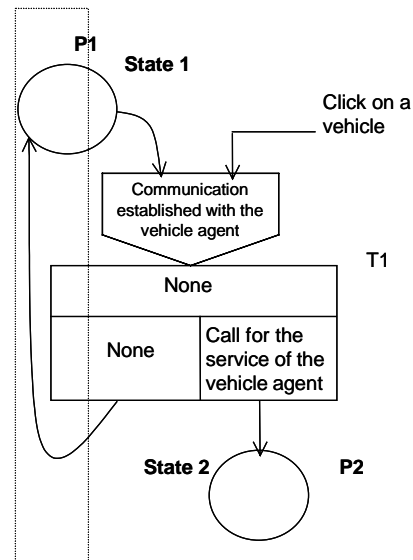 P1
State 1
Click on a
vehicle
Communication
established with the
vehicle agent
T1
None
None
Call for the
service of the
vehicle agent
State 2
P2